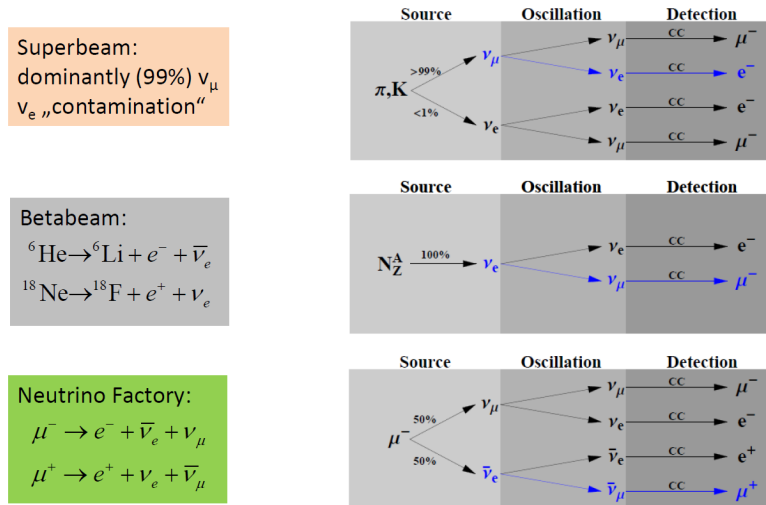 Superbeam:
dominantly (99%) νμ
νe „contamination“
Source Oscillation Detection
π,K >99% νμ νμ CC μ−
νe CC e−
<1% νe νe CC e−
νμ CC μ−
Betabeam:
⁶He→⁶Li + e⁻ + ν̅e
¹⁸Ne→¹⁸F + e⁺ + νe
Source Oscillation Detection
N^A_Z 100% νe νe CC e−
νμ CC μ−
Neutrino Factory:
μ⁻ → e⁻ + ν̅e + νμ
μ⁺ → e⁺ + νe + ν̅μ
Source Oscillation Detection
μ− 50% νμ νμ CC μ−
νe CC e−
50% ν̅e ν̅e CC e+
ν̅μ CC μ+